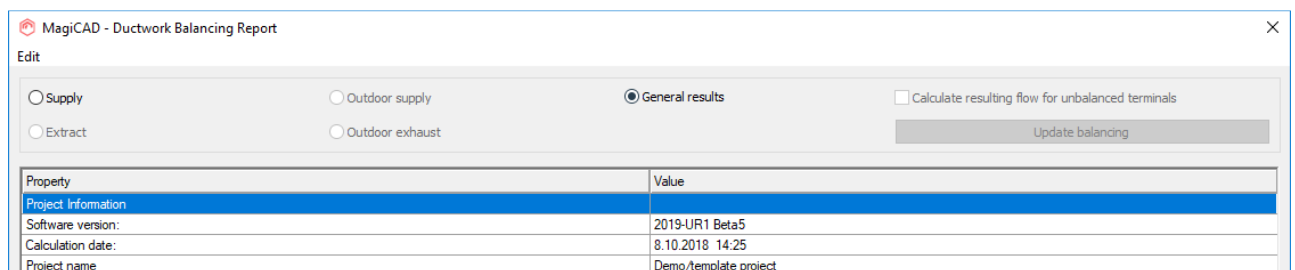 MagiCAD - Ductwork Balancing Report
Edit
Supply Outdoor supply General results Calculate resulting flow for unbalanced terminals
Extract Outdoor exhaust Update balancing
Property Value
Project Information
Software version: 2019-UR1 Beta5
Calculation date: 8.10.2018 14:25
Project name Demo/template project